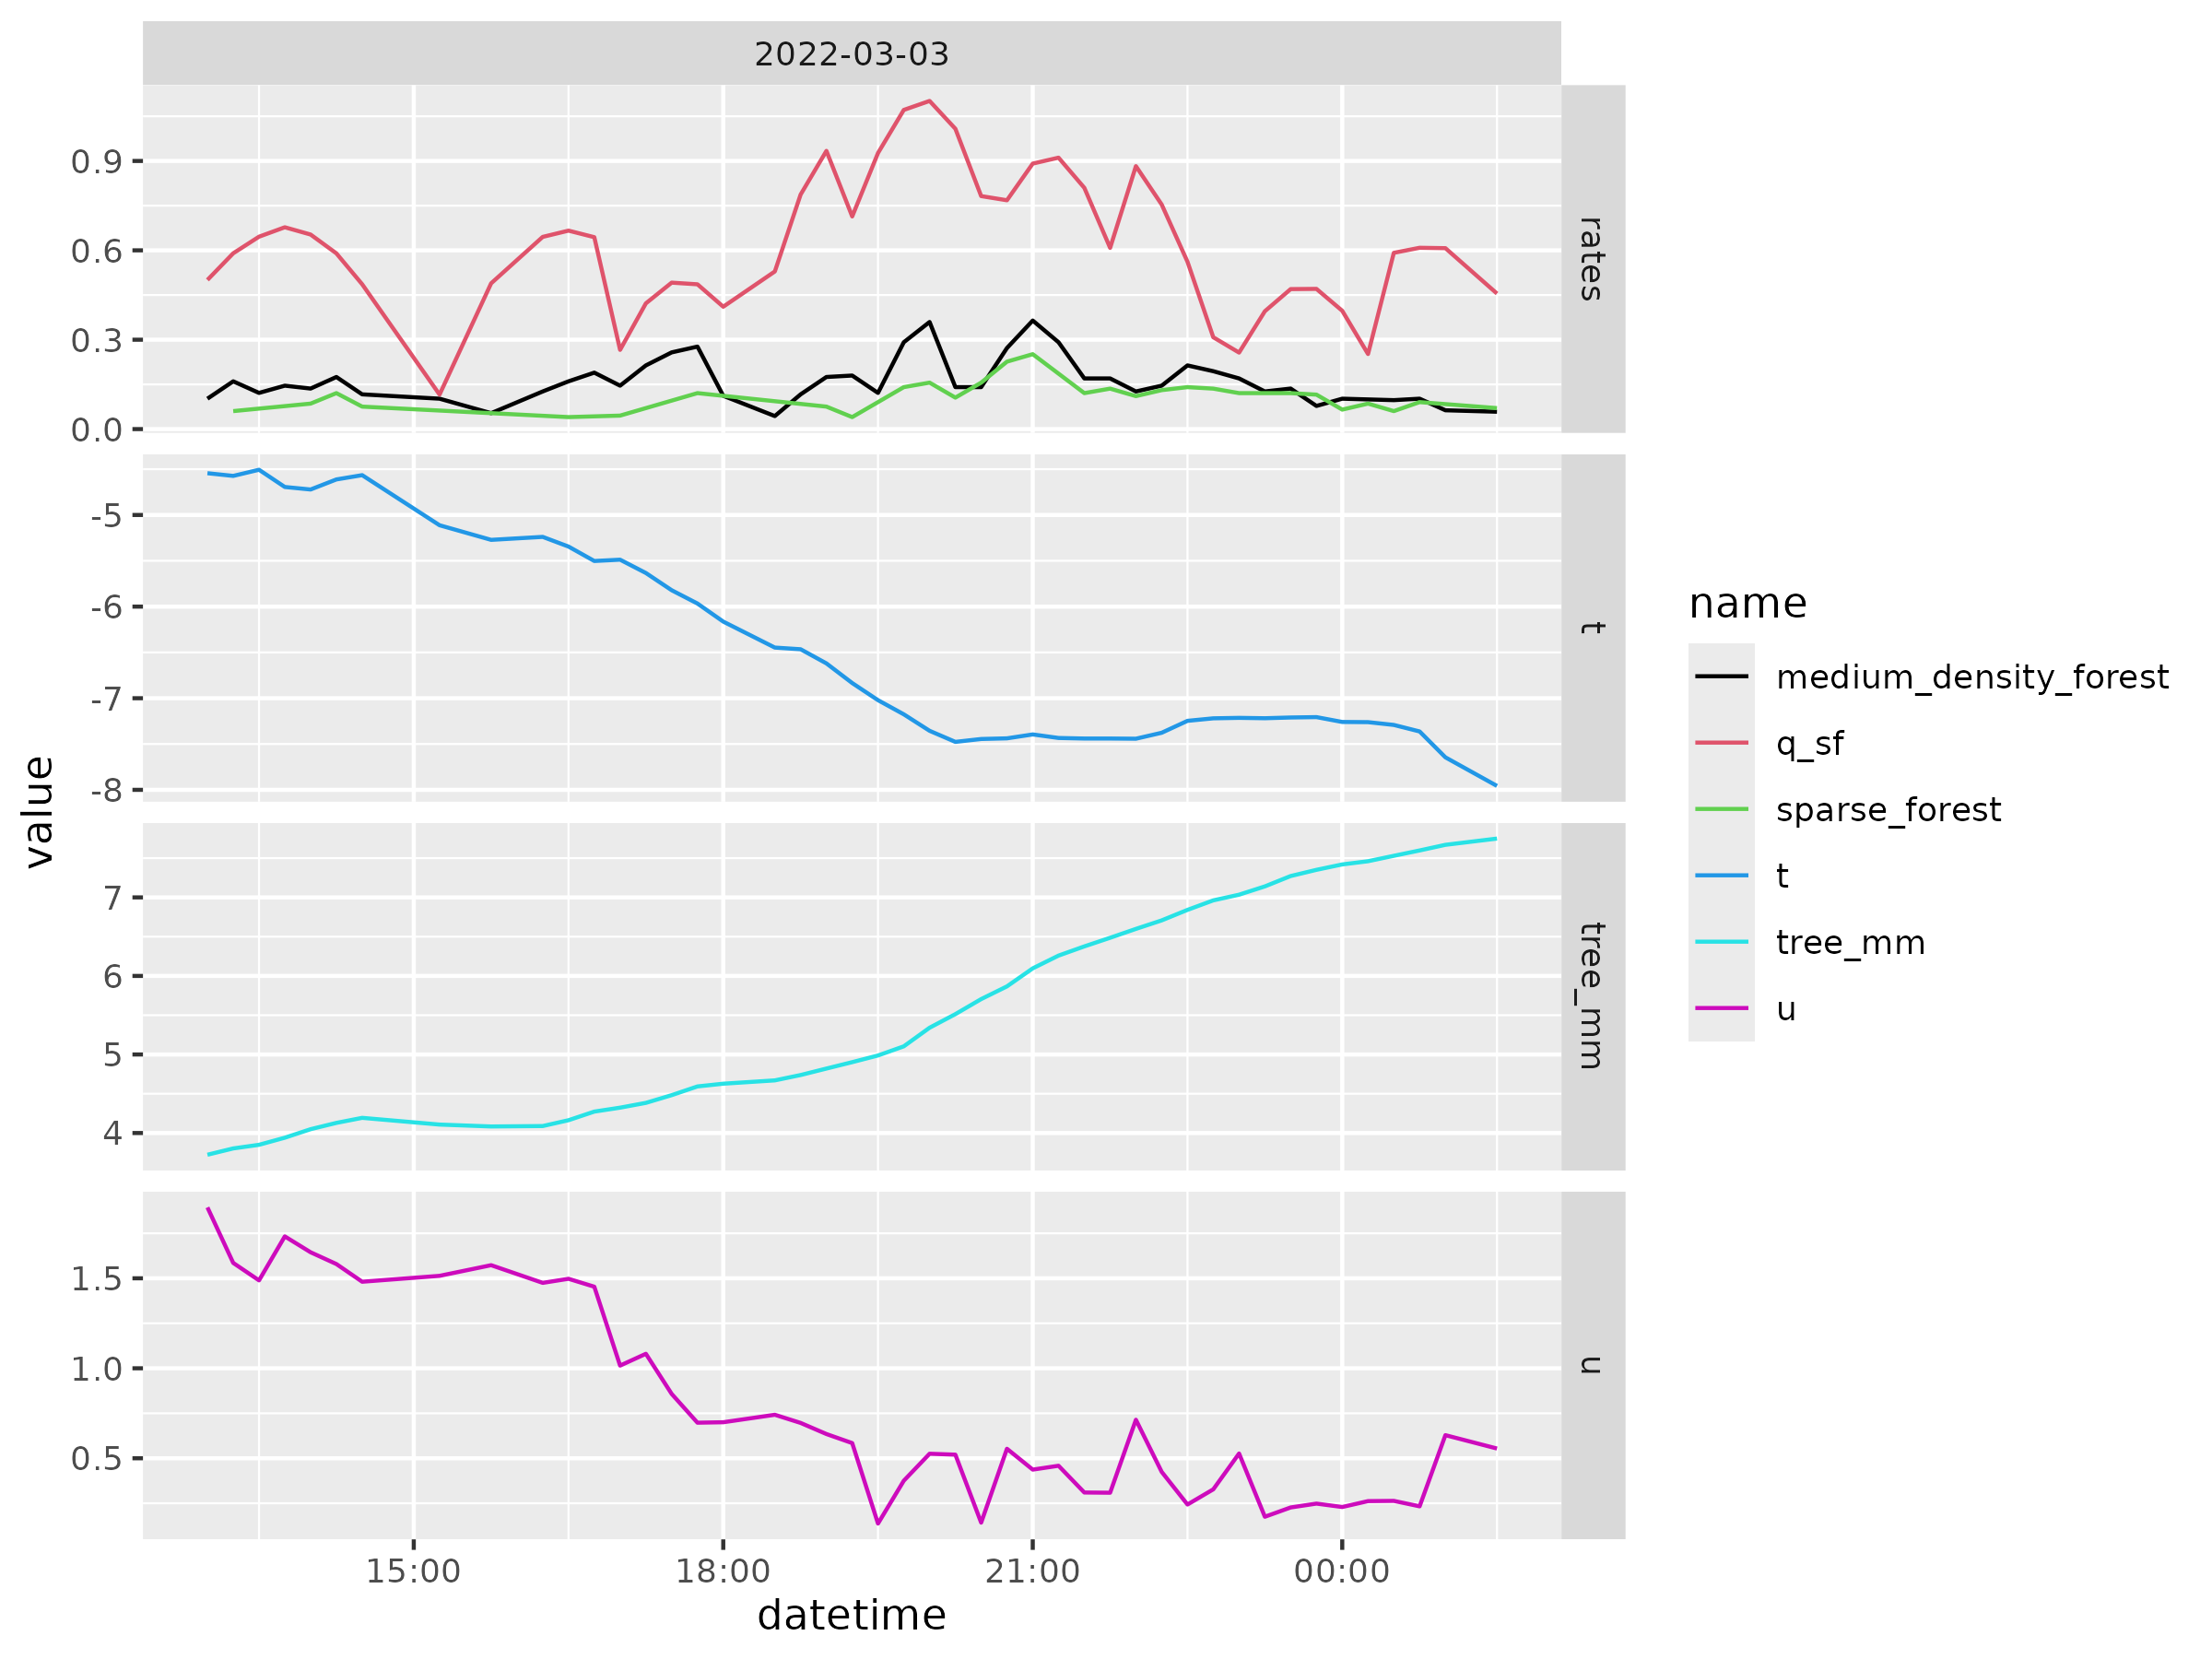 2022-03-03
0.9
0.6
0.3
0.0
rates
-5
-6
-7
-8
t
7
6
5
4
tree_mm
1.5
1.0
0.5
u
15:00 18:00 21:00 00:00
datetime
value
name
medium_density_forest
q_sf
sparse_forest
t
tree_mm
u